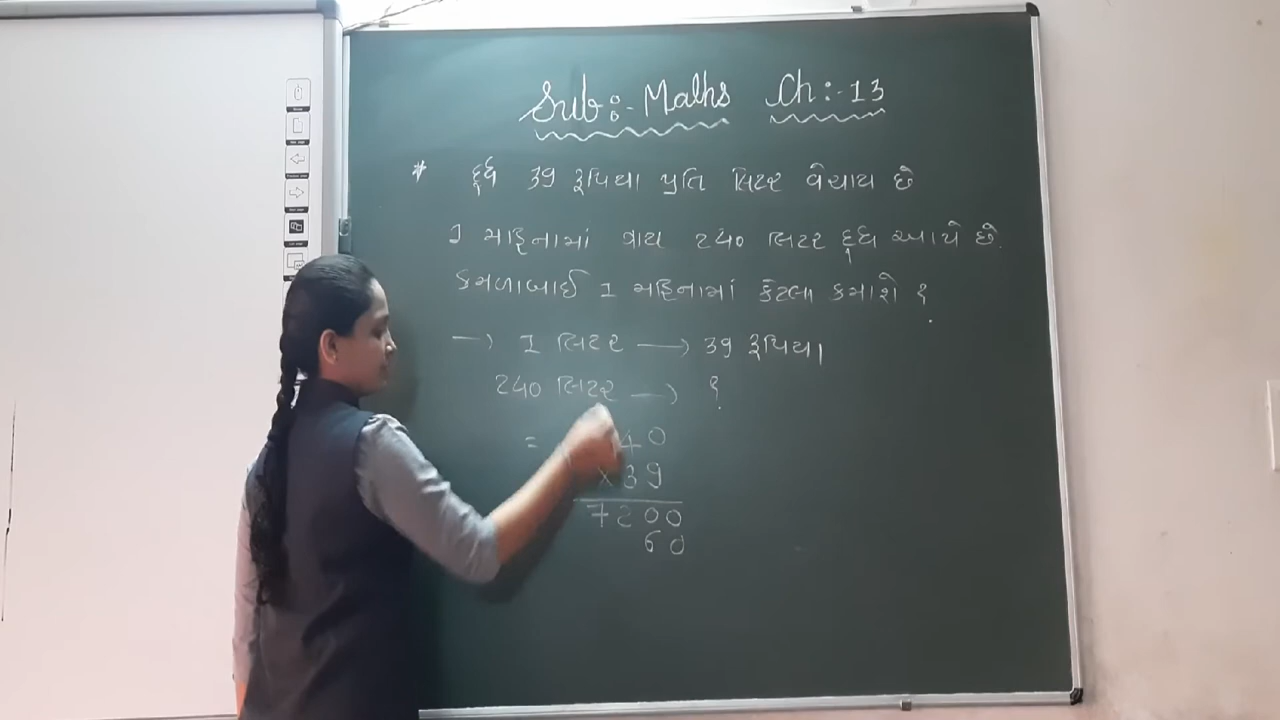 Sub:- Maths Ch:- 13
* દૂધ 39 રૂપિયા પ્રતિ લિટર વેચાય છે
1 મહિનામાં ગાય 240 લિટર દૂધ આપે છે.
કમળાબાઈ 1 મહિનામાં કેટલા કમાશે ?
→ 1 લિટર → 39 રૂપિયા
240 લિટર → ?
= 40
× 39
7200
60